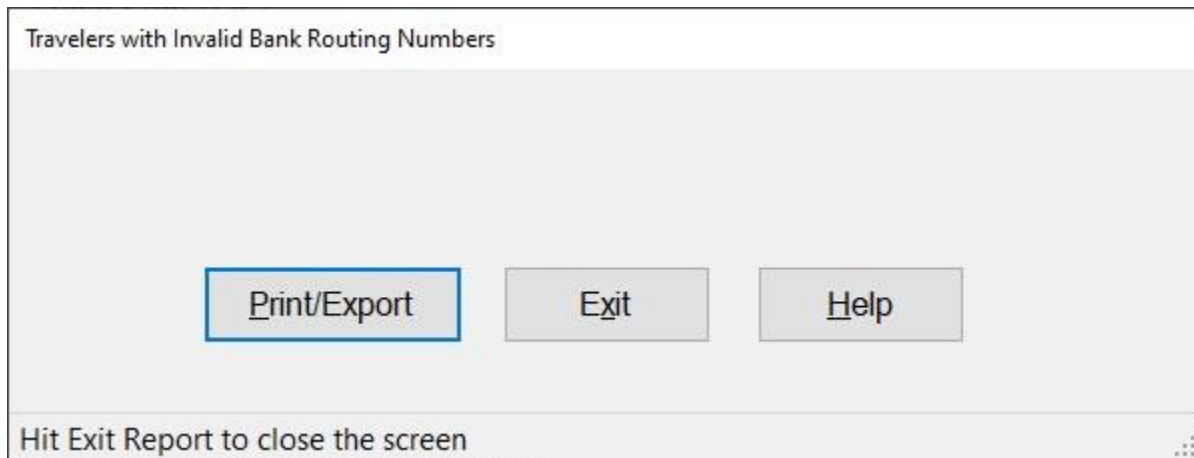 Travelers with Invalid Bank Routing Numbers
Print/Export Exit Help
Hit Exit Report to close the screen